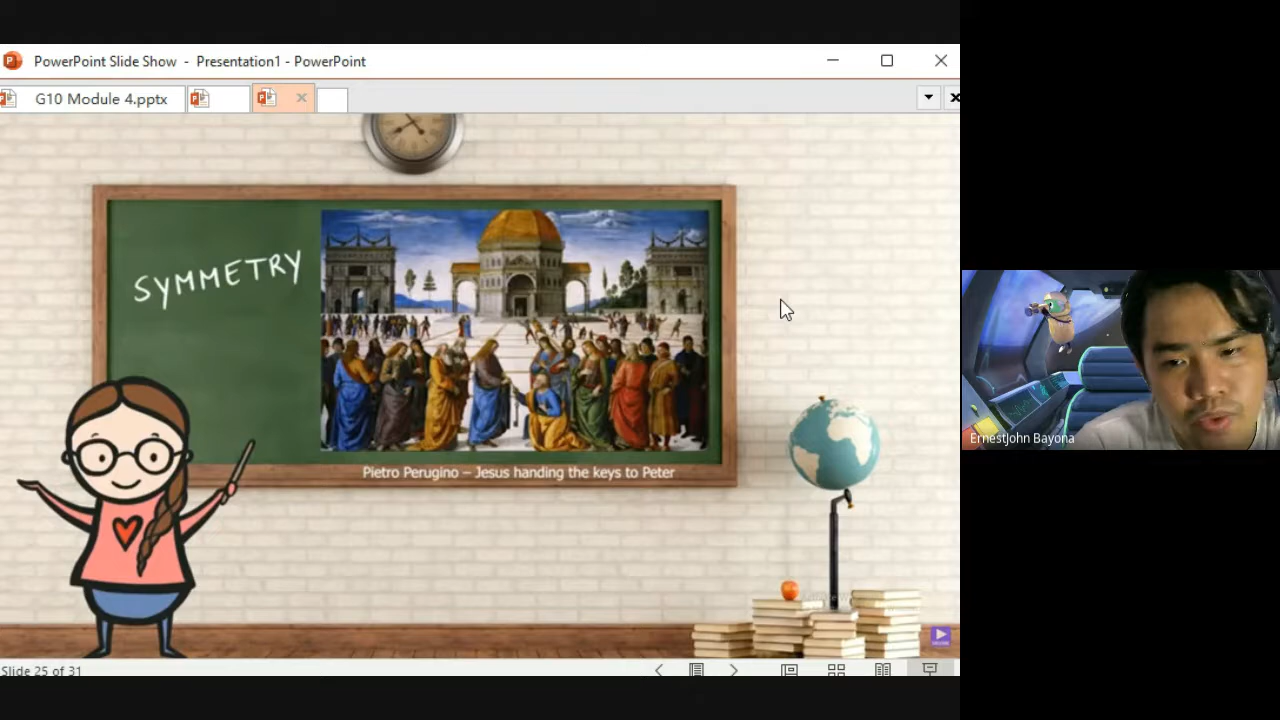 PowerPoint Slide Show - Presentation1 - PowerPoint
G10 Module 4.pptx
SYMMETRY
Pietro Perugino – Jesus handing the keys to Peter
ErnestJohn Bayona
Slide 25 of 31